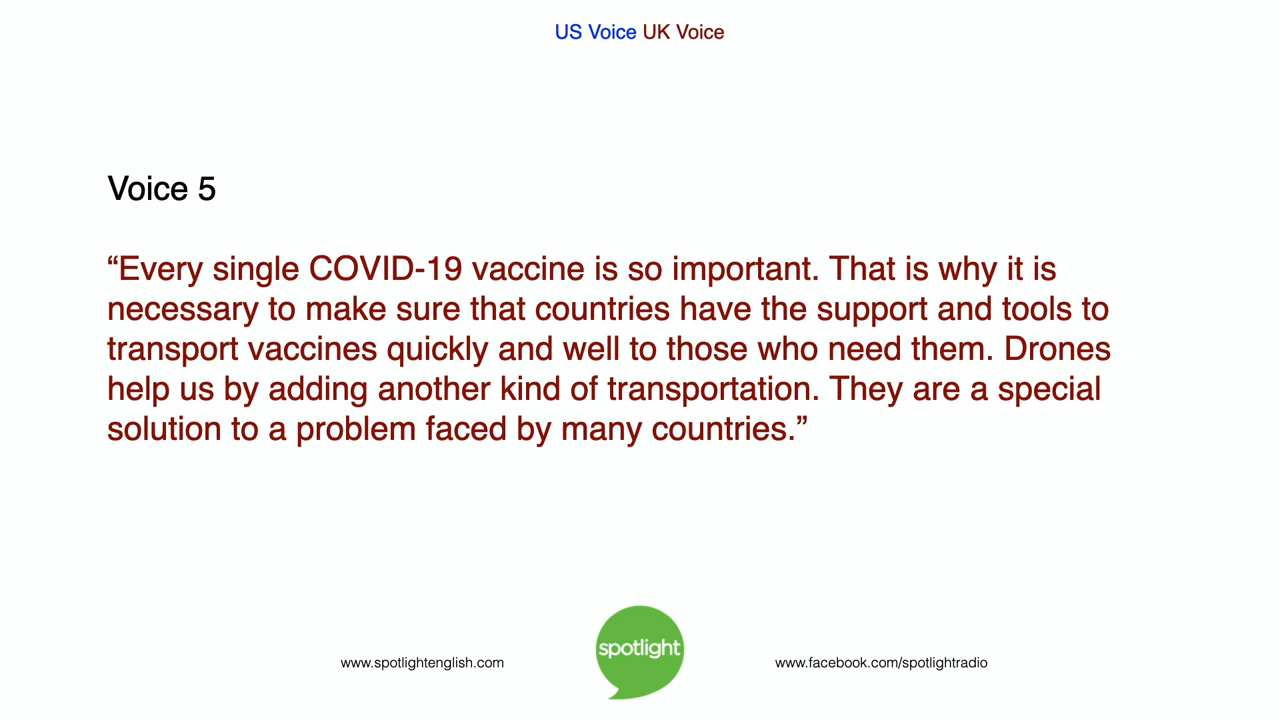 US Voice UK Voice
Voice 5
“Every single COVID-19 vaccine is so important. That is why it is
necessary to make sure that countries have the support and tools to
transport vaccines quickly and well to those who need them. Drones
help us by adding another kind of transportation. They are a special
solution to a problem faced by many countries.”
www.spotlightenglish.com
spotlight
www.facebook.com/spotlightradio